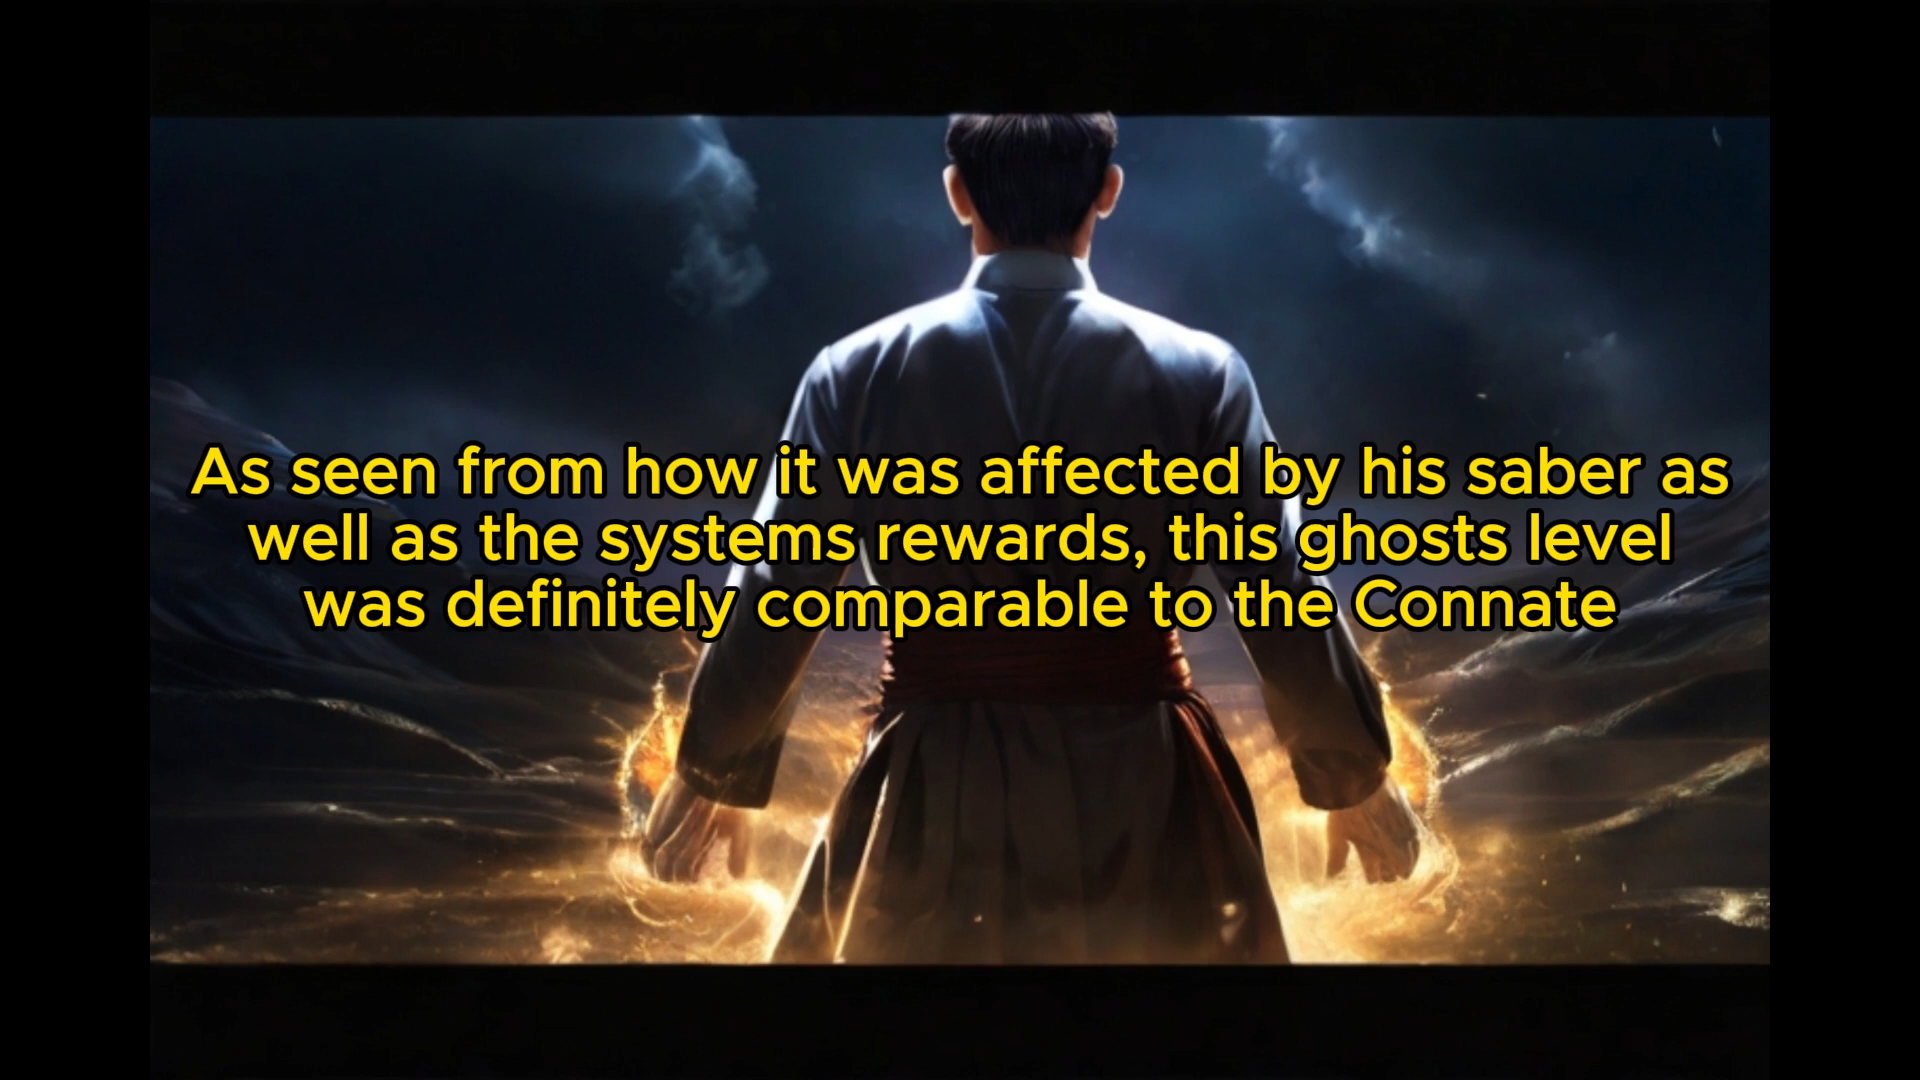 As seen from how it was affected by his saber as
well as the systems rewards, this ghosts level
was definitely comparable to the Connate